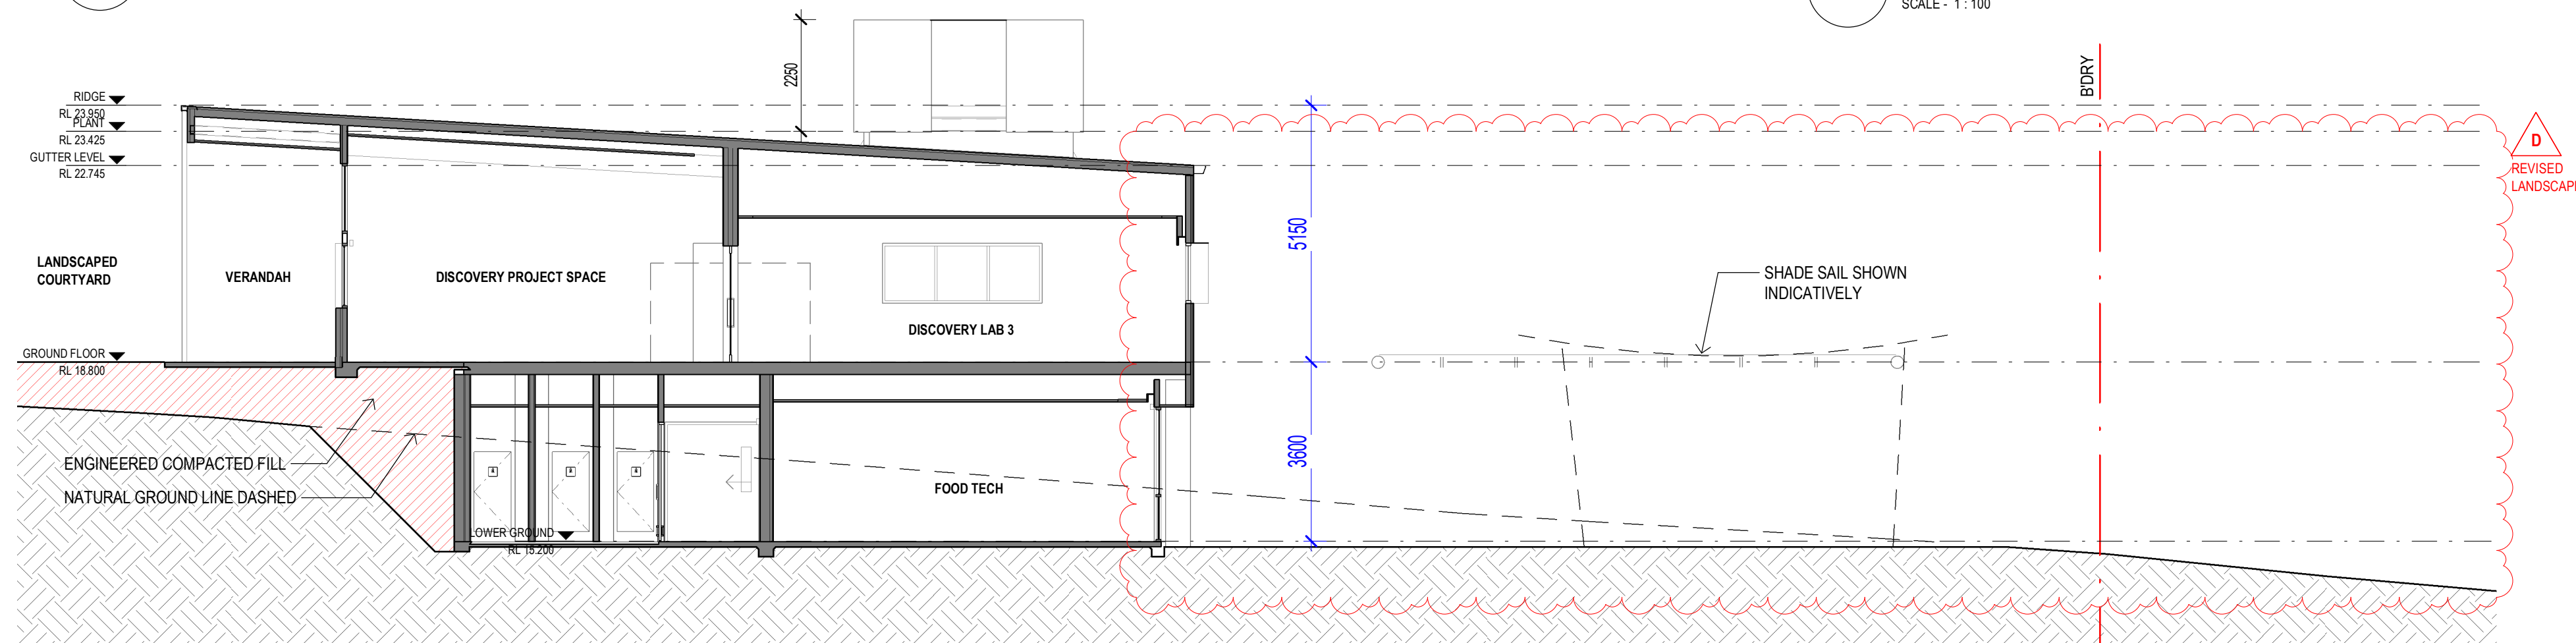 SCALE - 1 : 100
2250
B'DRY
RIDGE
RL 23.950
PLANT
RL 23.425
GUTTER LEVEL
RL 22.745
D
REVISED
LANDSCAP
5150
LANDSCAPED
COURTYARD
VERANDAH
DISCOVERY PROJECT SPACE
DISCOVERY LAB 3
SHADE SAIL SHOWN
INDICATIVELY
GROUND FLOOR
RL 18.800
3600
ENGINEERED COMPACTED FILL
NATURAL GROUND LINE DASHED
FOOD TECH
LOWER GROUND
RL 15.200